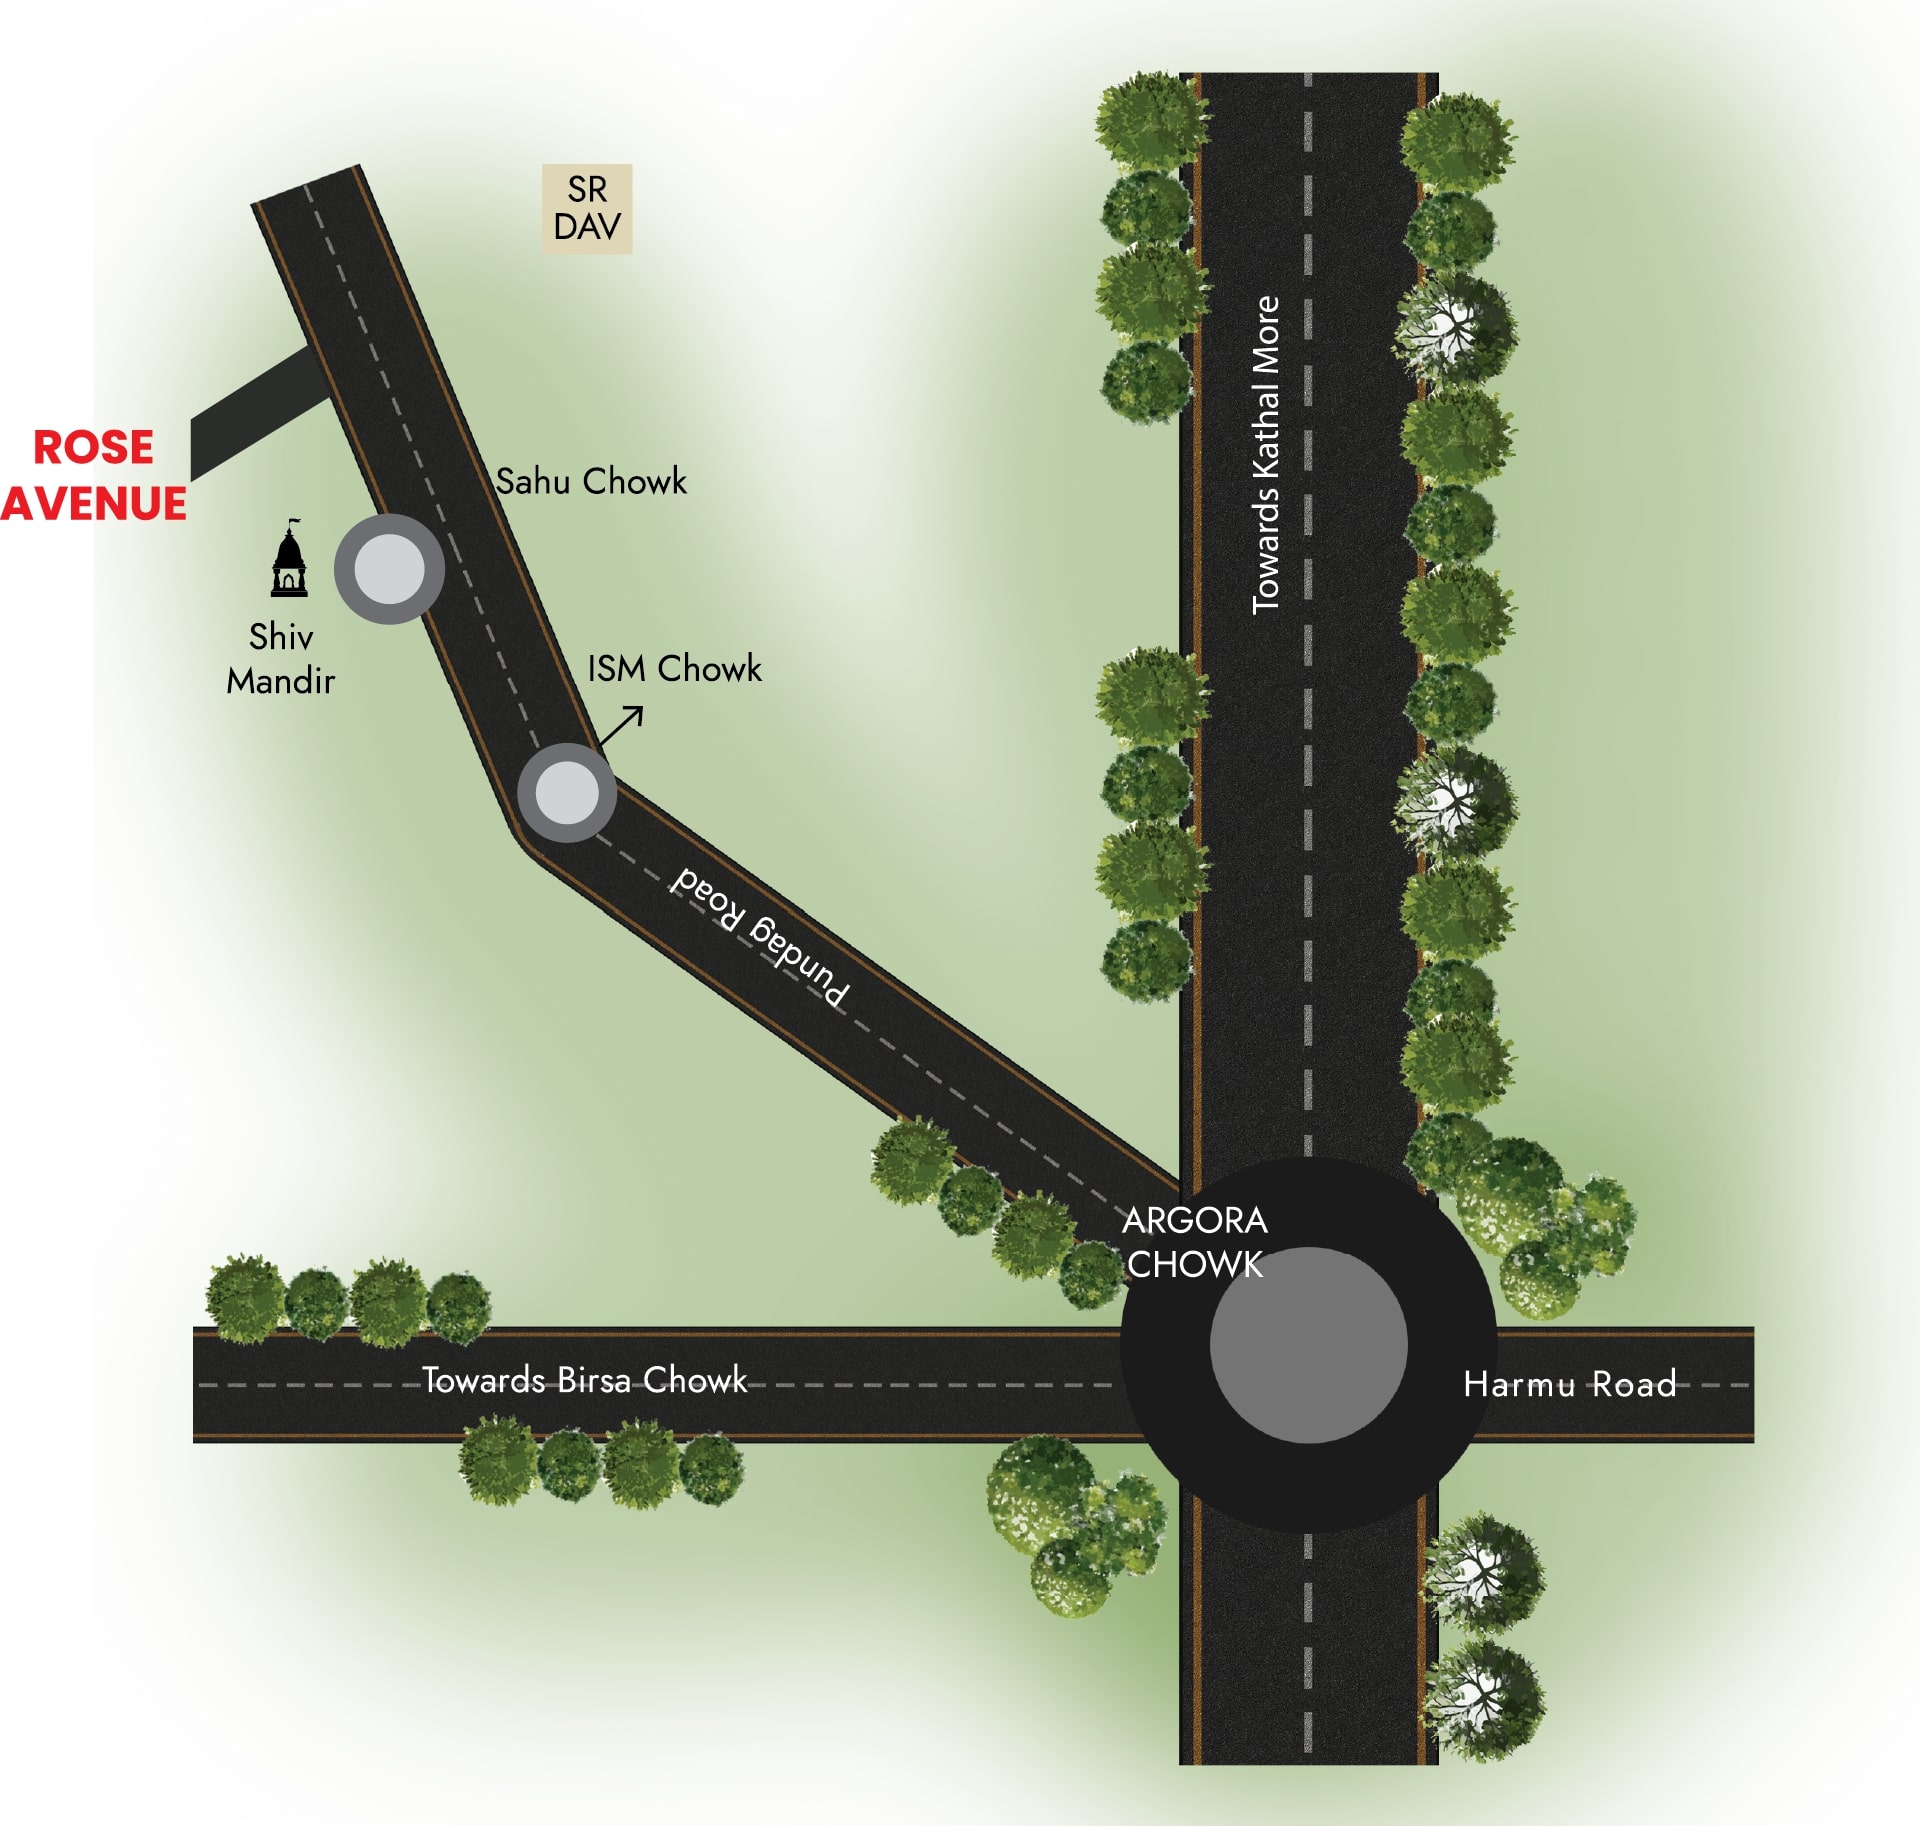 SR
DAV
Towards Kathal More
ROSE
AVENUE
Sahu Chowk
Shiv
Mandir
ISM Chowk
Pundag Road
ARGORA
CHOWK
Towards Birsa Chowk
Harmu Road